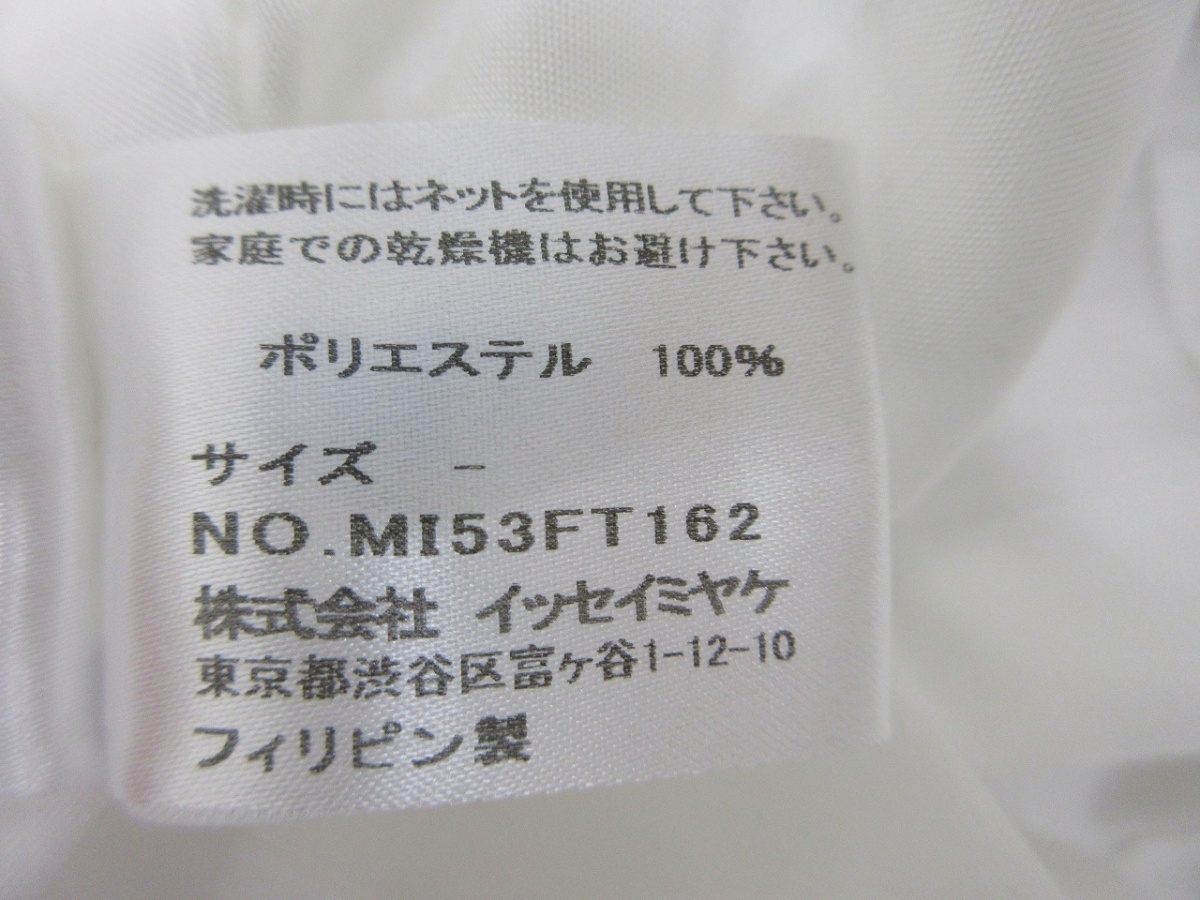 洗濯時にはネットを使用して下さい。
家庭での乾燥機はお避け下さい。
ポリエステル 100%
サイズ -
NO.MI53FT162
株式会社 イッセイミヤケ
東京都渋谷区富ヶ谷1-12-10
フィリピン製